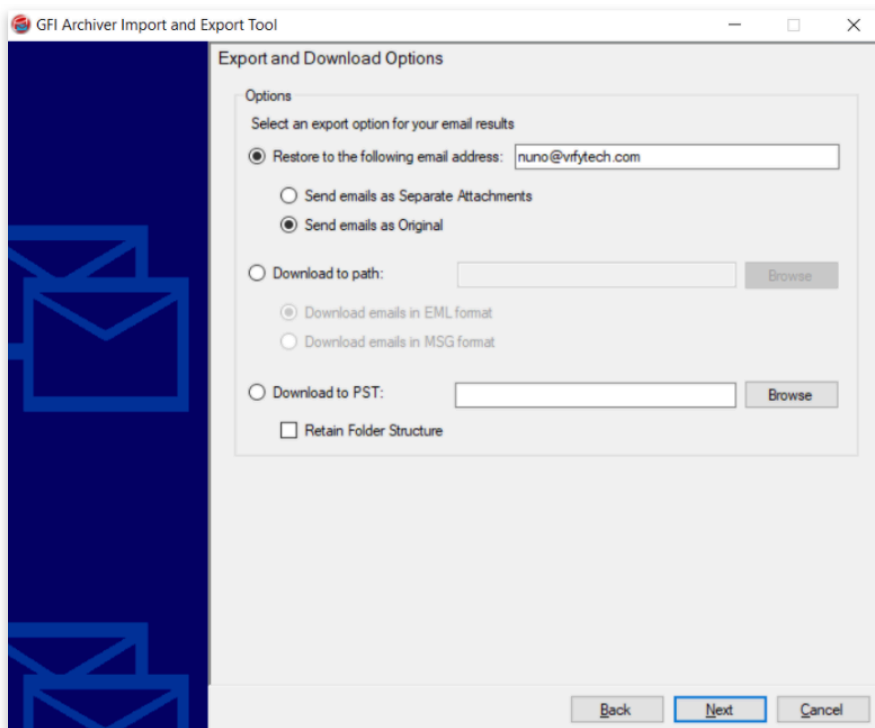 GFI Archiver Import and Export Tool
Export and Download Options
Options
Select an export option for your email results
Restore to the following email address: nuno@vrfytech.com
Send emails as Separate Attachments
Send emails as Original
Download to path: Browse
Download emails in EML format
Download emails in MSG format
Download to PST: Browse
Retain Folder Structure
Back Next Cancel